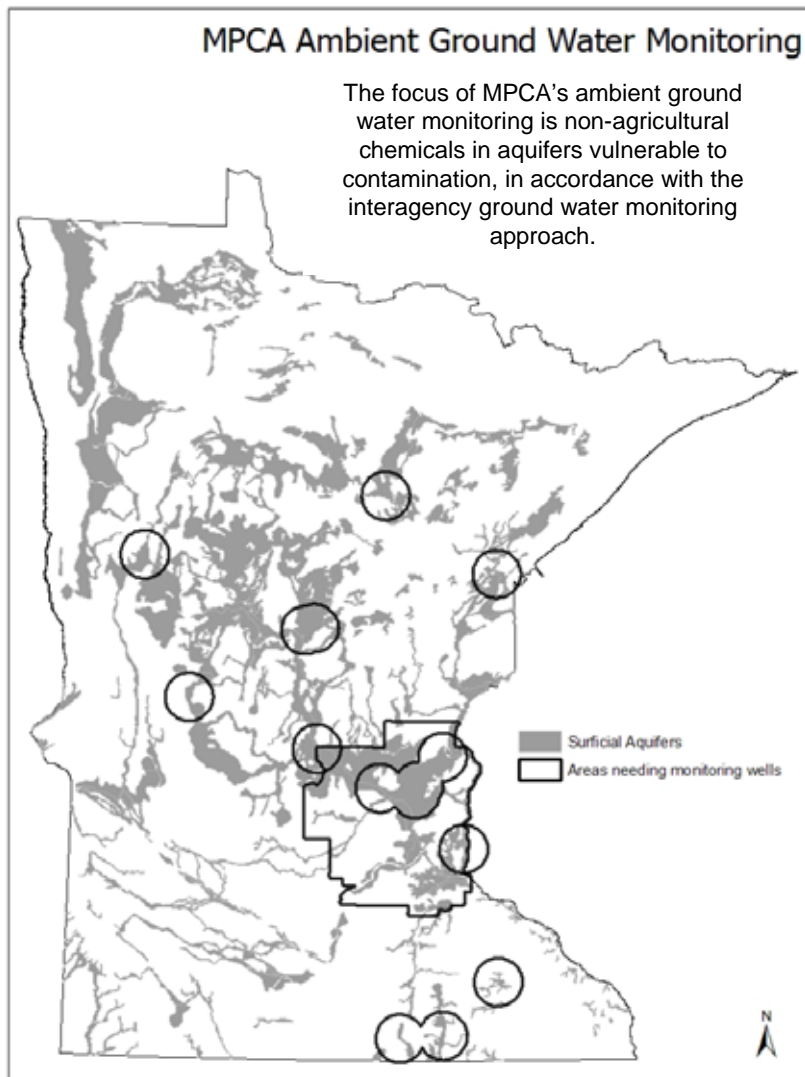 MPCA Ambient Ground Water Monitoring
The focus of MPCA's ambient ground
water monitoring is non-agricultural
chemicals in aquifers vulnerable to
contamination, in accordance with the
interagency ground water monitoring
approach.
Surficial Aquifers
Areas needing monitoring wells
N